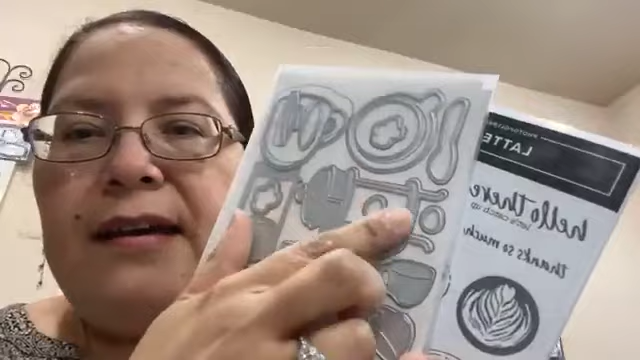 LATTE
hello there
let's catch up
thanks so much